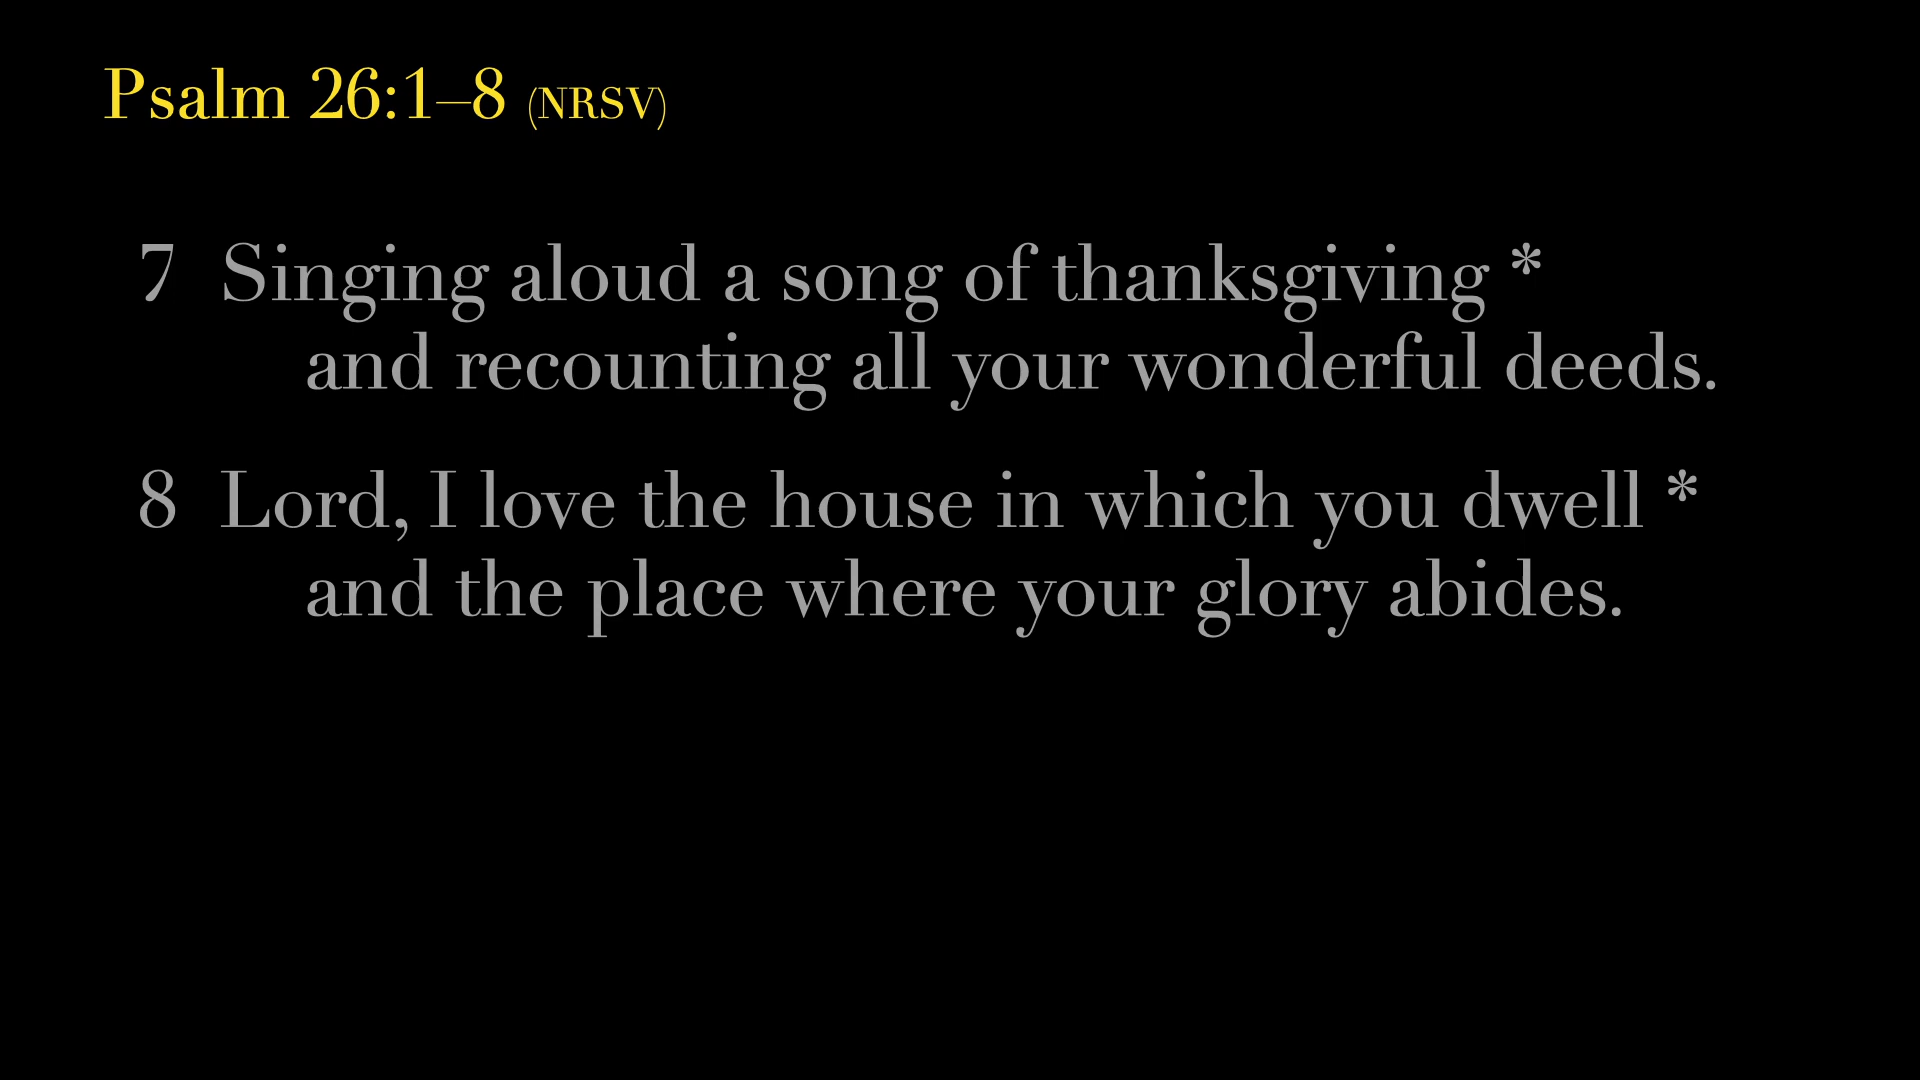 Psalm 26:1–8 (NRSV)
7 Singing aloud a song of thanksgiving *
and recounting all your wonderful deeds.
8 Lord, I love the house in which you dwell *
and the place where your glory abides.